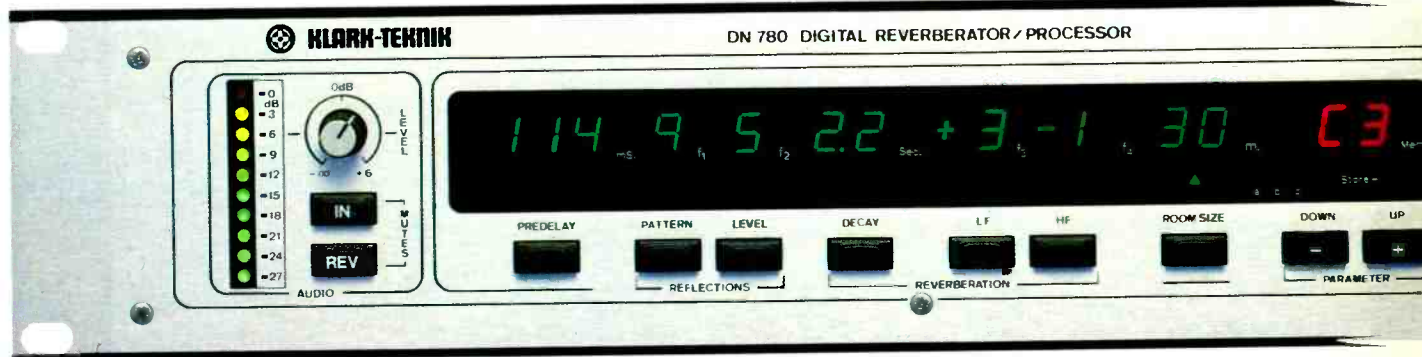 KLARK-TEKNIK
DN 780 DIGITAL REVERBERATOR/PROCESSOR
0dB
-0
dB
-3
-6
-9
-12
-15
-18
-21
-24
-27
LEVEL
-∞ +6
IN
REV
MUTES
AUDIO
114 mS. 9 f1 5 f2 2.2 Sec. +3 f3 -1 f4 30 m. C3
Store
PREDELAY PATTERN LEVEL DECAY LF HF ROOM SIZE DOWN UP
- +
REFLECTIONS REVERBERATION PARAMETER